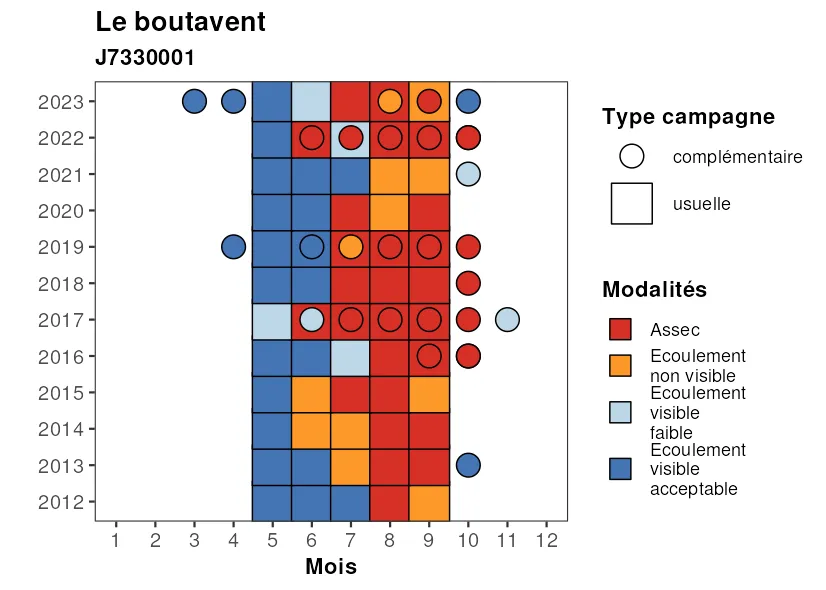 Le boutavent
J7330001
2023
2022
2021
2020
2019
2018
2017
2016
2015
2014
2013
2012
1 2 3 4 5 6 7 8 9 10 11 12
Mois
Type campagne
complémentaire
usuelle
Modalités
Assec
Ecoulement
non visible
Ecoulement
visible
faible
Ecoulement
visible
acceptable